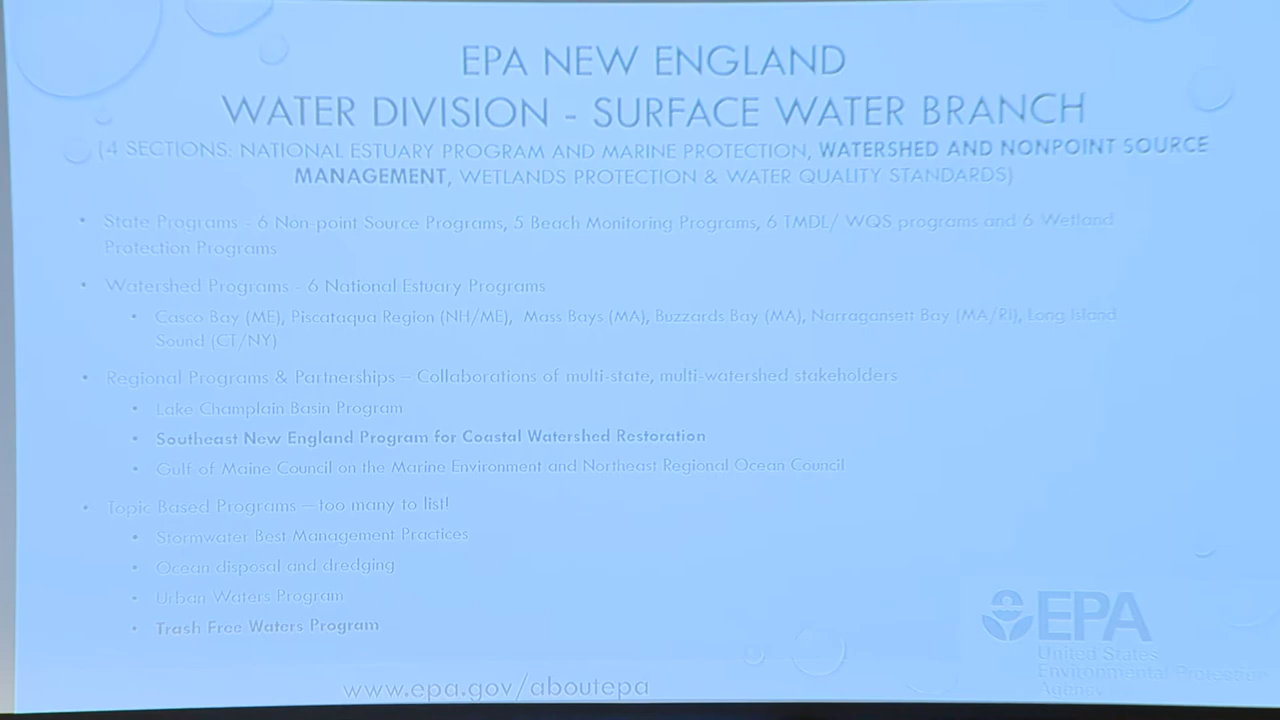 EPA NEW ENGLAND
WATER DIVISION - SURFACE WATER BRANCH
(4 SECTIONS: NATIONAL ESTUARY PROGRAM AND MARINE PROTECTION, WATERSHED AND NONPOINT SOURCE
MANAGEMENT, WETLANDS PROTECTION & WATER QUALITY STANDARDS)
• State Programs - 6 Non-point Source Programs, 5 Beach Monitoring Programs, 6 TMDL/ WQS programs and 6 Wetland
Protection Programs
• Watershed Programs - 6 National Estuary Programs
• Casco Bay (ME), Piscataqua Region (NH/ME), Mass Bays (MA), Buzzards Bay (MA), Narragansett Bay (MA/RI), Long Island
Sound (CT/NY)
• Regional Programs & Partnerships – Collaborations of multi-state, multi-watershed stakeholders
• Lake Champlain Basin Program
• Southeast New England Program for Coastal Watershed Restoration
• Gulf of Maine Council on the Marine Environment and Northeast Regional Ocean Council
• Topic Based Programs —too many to list!
• Stormwater Best Management Practices
• Ocean disposal and dredging
• Urban Waters Program
• Trash Free Waters Program
EPA
United States
Environmental Protection
Agency
www.epa.gov/aboutepa